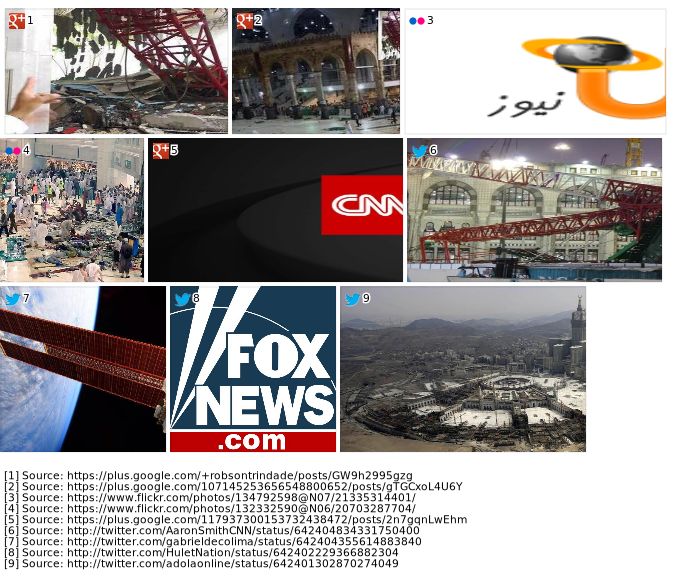 g+ 1
g+ 2
3
نيوز
4
g+ 5
CNN
6
7
8
FOX
NEWS
.com
9
[1] Source: https://plus.google.com/+robsontrindade/posts/GW9h2995gzg
[2] Source: https://plus.google.com/107145253656548800652/posts/gTGCxoL4U6Y
[3] Source: https://www.flickr.com/photos/134792598@N07/21335314401/
[4] Source: https://www.flickr.com/photos/132332590@N06/20703287704/
[5] Source: https://plus.google.com/117937300153732438472/posts/2n7gqnLwEhm
[6] Source: http://twitter.com/AaronSmithCNN/status/642404834331750400
[7] Source: http://twitter.com/gabrieldecolima/status/642404355614883840
[8] Source: http://twitter.com/HuletNation/status/642402229366882304
[9] Source: http://twitter.com/adolaonline/status/642401302870274049